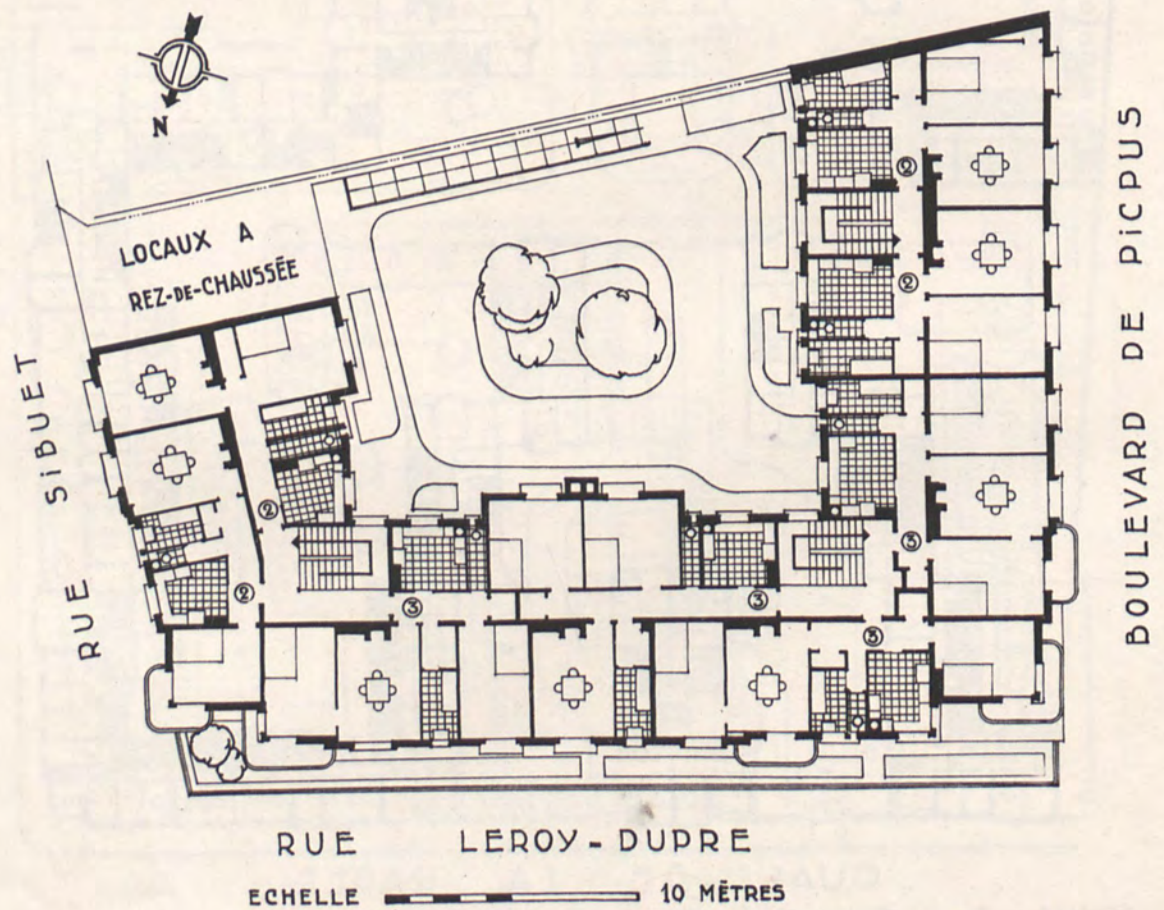 N
LOCAUX A
REZ-DE-CHAUSSÉE
RUE SIBUET
BOULEVARD DE PICPUS
②
②
②
②
③
③
③
③
RUE LEROY-DUPRE
ECHELLE 10 MÈTRES